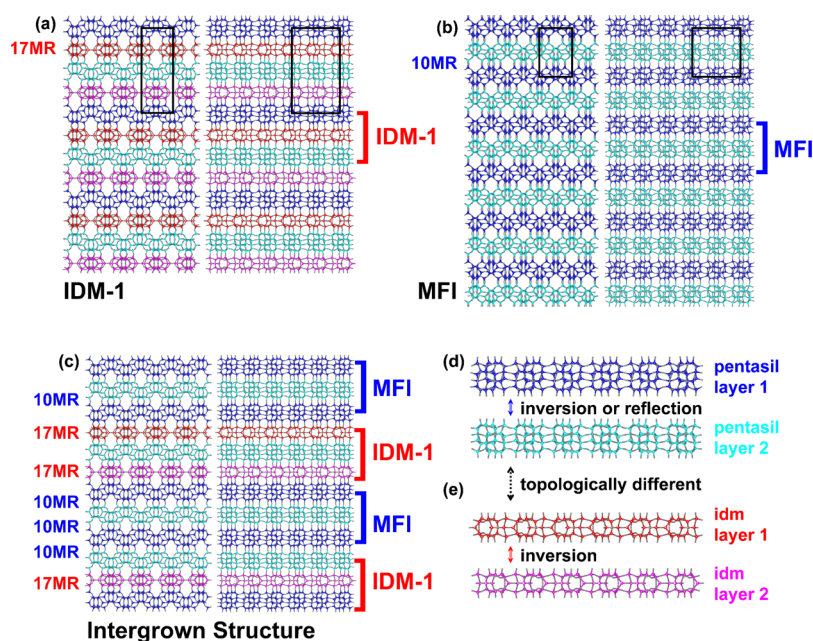 (a)
17MR
IDM-1
IDM-1
(b)
10MR
MFI
MFI
(c)
MFI
10MR
17MR
IDM-1
17MR
10MR
10MR
MFI
10MR
17MR
IDM-1
Intergrown Structure
(d)
pentasil
layer 1
inversion or reflection
pentasil
layer 2
topologically different
(e)
idm
layer 1
inversion
idm
layer 2